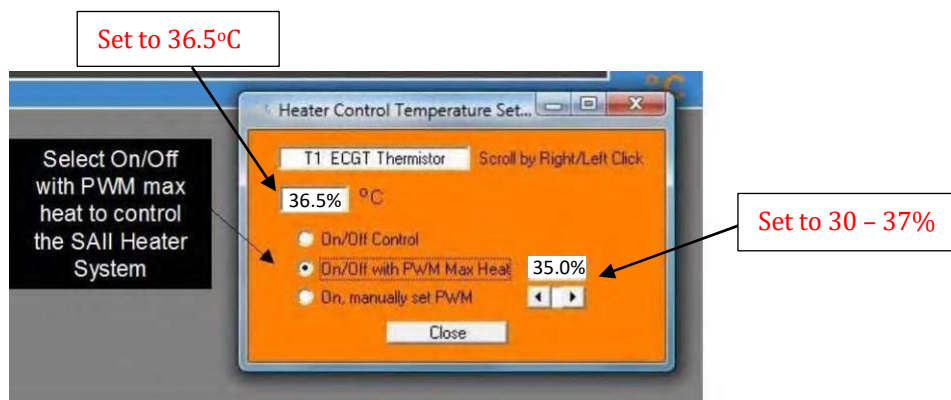 Set to 36.5°C
°C
Heater Control Temperature Set...
T1 ECGT Thermistor Scroll by Right/Left Click
36.5% °C
Select On/Off
with PWM max
heat to control
the SAII Heater
System
On/Off Control
On/Off with PWM Max Heat 35.0%
On, manually set PWM
Close
Set to 30 – 37%